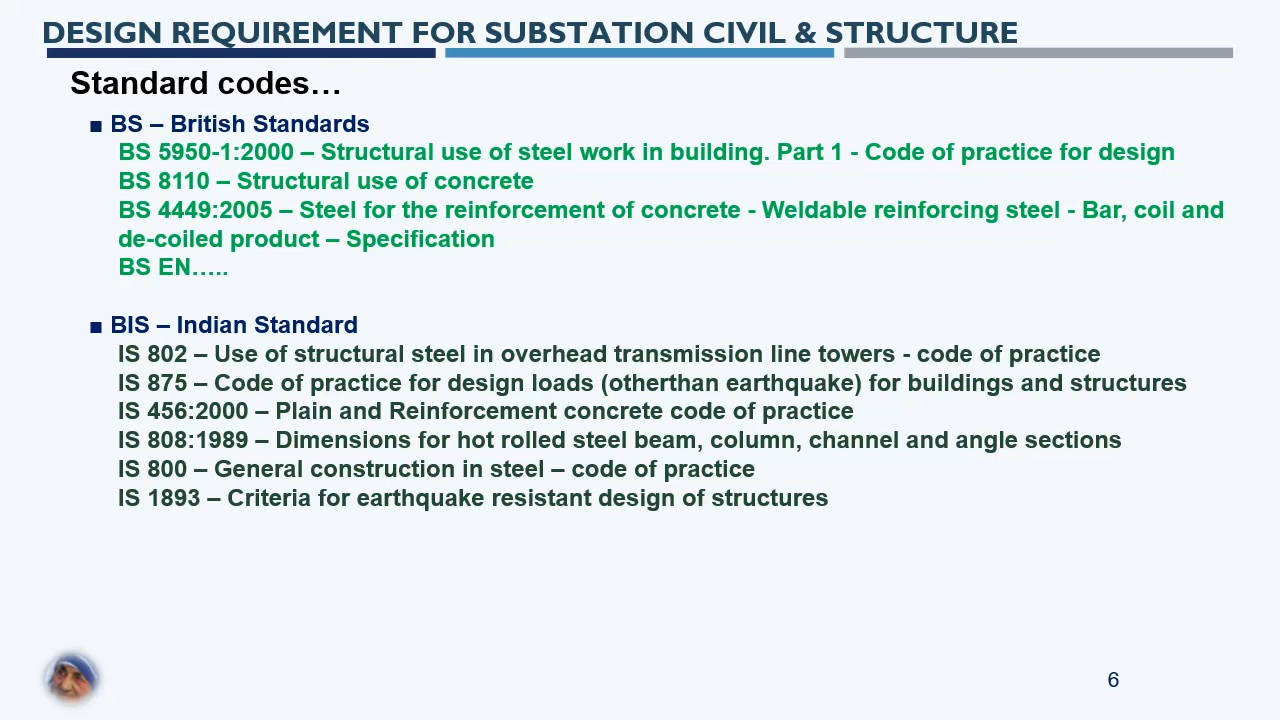 DESIGN REQUIREMENT FOR SUBSTATION CIVIL & STRUCTURE
Standard codes…
■ BS – British Standards
BS 5950-1:2000 – Structural use of steel work in building. Part 1 - Code of practice for design
BS 8110 – Structural use of concrete
BS 4449:2005 – Steel for the reinforcement of concrete - Weldable reinforcing steel - Bar, coil and
de-coiled product – Specification
BS EN…..
■ BIS – Indian Standard
IS 802 – Use of structural steel in overhead transmission line towers - code of practice
IS 875 – Code of practice for design loads (otherthan earthquake) for buildings and structures
IS 456:2000 – Plain and Reinforcement concrete code of practice
IS 808:1989 – Dimensions for hot rolled steel beam, column, channel and angle sections
IS 800 – General construction in steel – code of practice
IS 1893 – Criteria for earthquake resistant design of structures
6